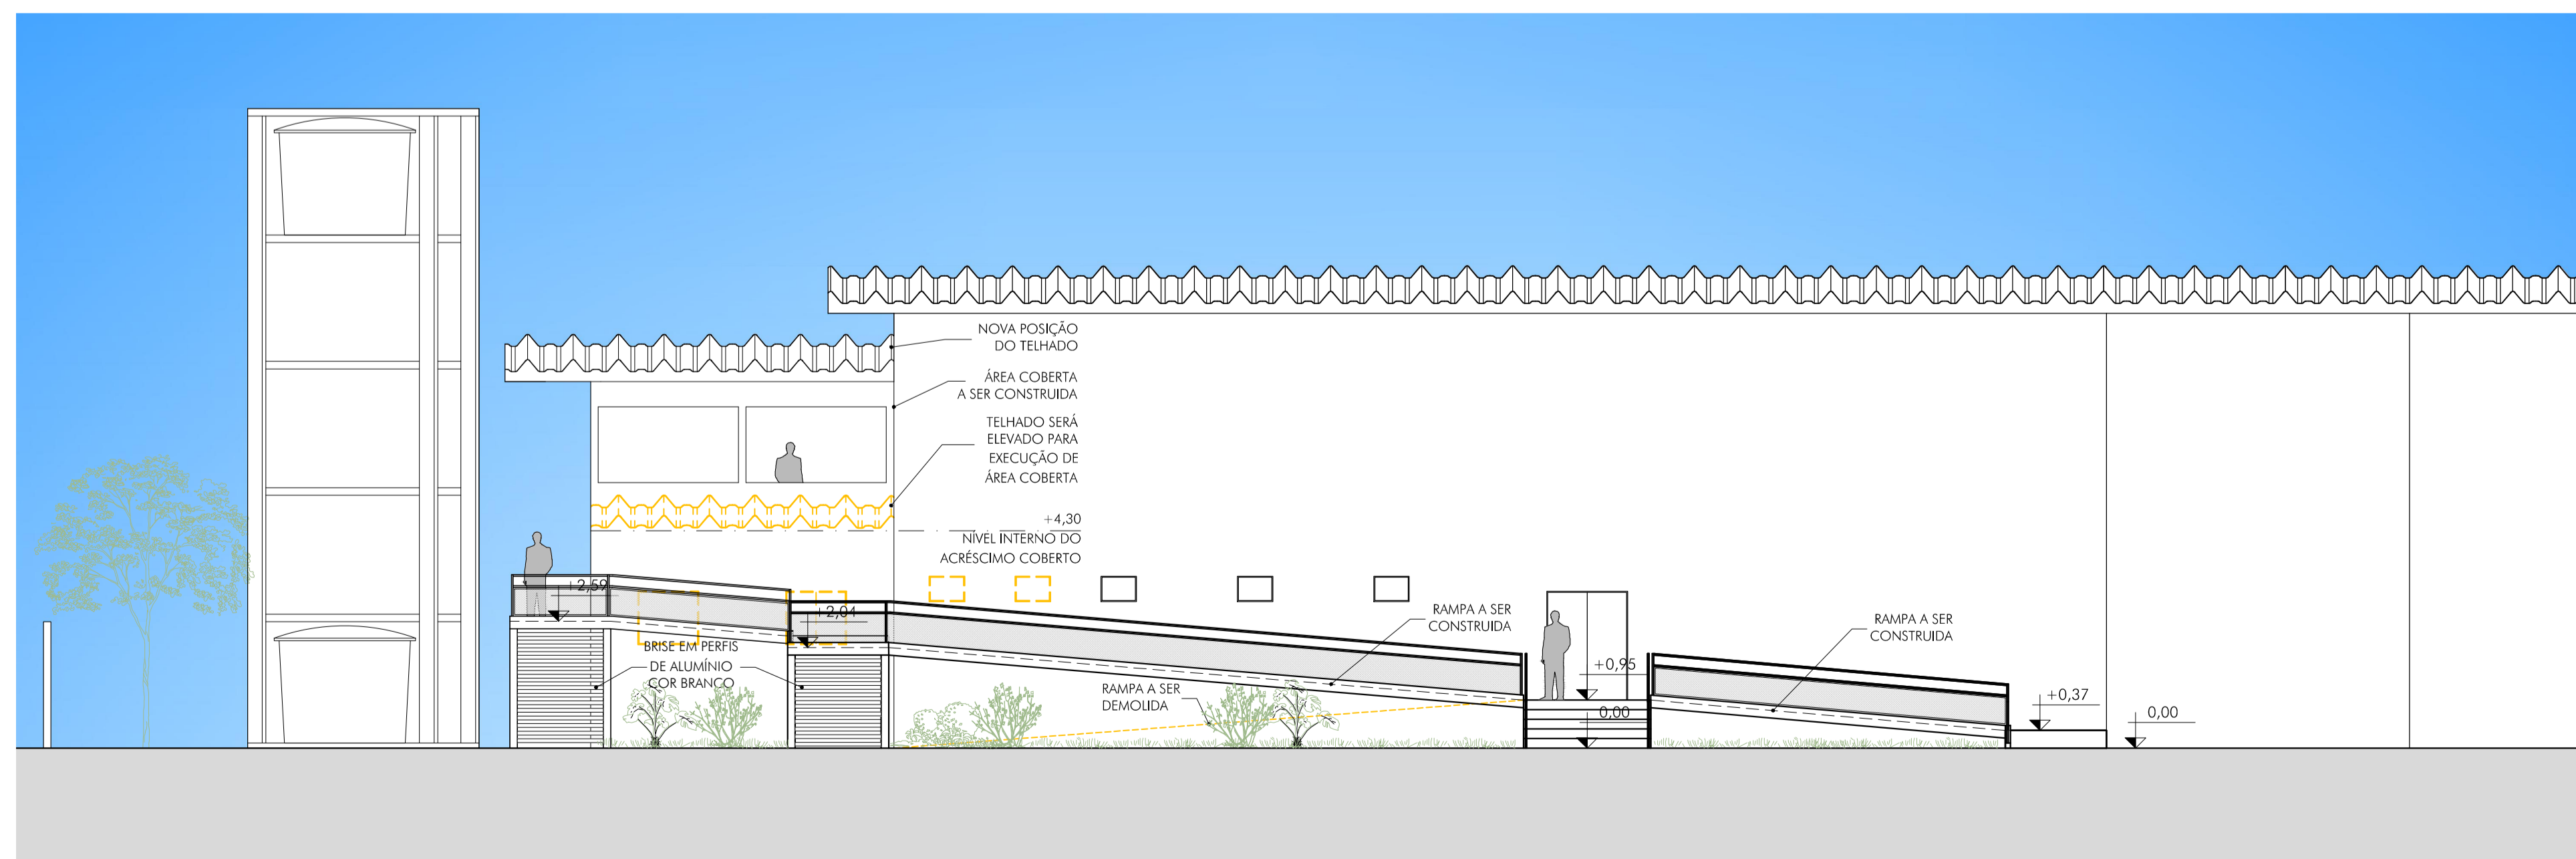 NOVA POSIÇÃO
DO TELHADO
ÁREA COBERTA
A SER CONSTRUIDA
TELHADO SERÁ
ELEVADO PARA
EXECUÇÃO DE
ÁREA COBERTA
+4,30
NÍVEL INTERNO DO
ACRÉSCIMO COBERTO
+2,59
+2,04
BRISE EM PERFIS
DE ALUMÍNIO
COR BRANCO
RAMPA A SER
DEMOLIDA
RAMPA A SER
CONSTRUIDA
+0,95
0,00
RAMPA A SER
CONSTRUIDA
+0,37
0,00